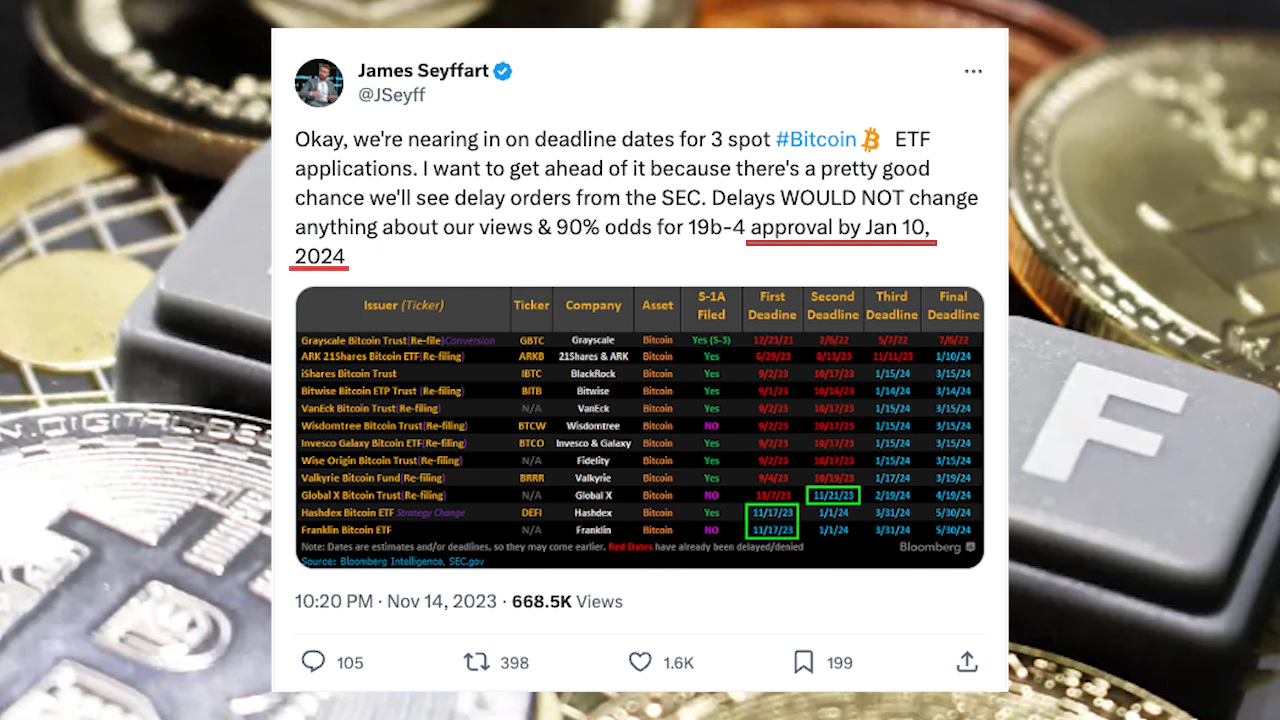 James Seyffart
@JSeyff
Okay, we're nearing in on deadline dates for 3 spot #Bitcoin ETF
applications. I want to get ahead of it because there's a pretty good
chance we'll see delay orders from the SEC. Delays WOULD NOT change
anything about our views & 90% odds for 19b-4 approval by Jan 10,
2024
Issuer (Ticker) Ticker Company Asset S-1A Filed First Deadine Second Deadline Third Deadline Final Deadline
Grayscale Bitcoin Trust(Re-file)Conversion GBTC Grayscale Bitcoin Yes (S-3) 12/23/21 2/6/22 5/7/22 7/6/22
ARK 21Shares Bitcoin ETF(Re-filing) ARKB 21Shares & ARK Bitcoin Yes 6/29/23 8/13/23 11/11/23 1/10/24
iShares Bitcoin Trust IBTC BlackRock Bitcoin Yes 9/2/23 10/17/23 1/15/24 3/15/24
Bitwise Bitcoin ETP Trust (Re-filing) BITB Bitwise Bitcoin Yes 9/1/23 10/16/23 1/14/24 3/14/24
VanEck Bitcoin Trust(Re-filing) N/A VanEck Bitcoin Yes 9/2/23 10/17/23 1/15/24 3/15/24
Wisdomtree Bitcoin Trust(Re-filing) BTCW Wisdomtree Bitcoin NO 9/2/23 10/17/23 1/15/24 3/15/24
Invesco Galaxy Bitcoin ETF(Re-filing) BTCO Invesco & Galaxy Bitcoin Yes 9/2/23 10/17/23 1/15/24 3/15/24
Wise Origin Bitcoin Trust(Re-filing) N/A Fidelity Bitcoin Yes 9/2/23 10/17/23 1/15/24 3/15/24
Valkyrie Bitcoin Fund(Re-filing) BRRR Valkyrie Bitcoin Yes 9/4/23 10/19/23 1/17/24 3/19/24
Global X Bitcoin Trust(Re-filing) N/A Global X Bitcoin NO 10/7/23 11/21/23 2/19/24 4/19/24
Hashdex Bitcoin ETF Strategy Change DEFI Hashdex Bitcoin Yes 11/17/23 1/1/24 3/31/24 5/30/24
Franklin Bitcoin ETF N/A Franklin Bitcoin NO 11/17/23 1/1/24 3/31/24 5/30/24
Note: Dates are estimates and/or deadlines, so they may come earlier. Red Dates have already been delayed/denied
Bloomberg
Source: Bloomberg Intelligence, SEC.gov
10:20 PM · Nov 14, 2023 · 668.5K Views
105 398 1.6K 199
F
DIGITAL